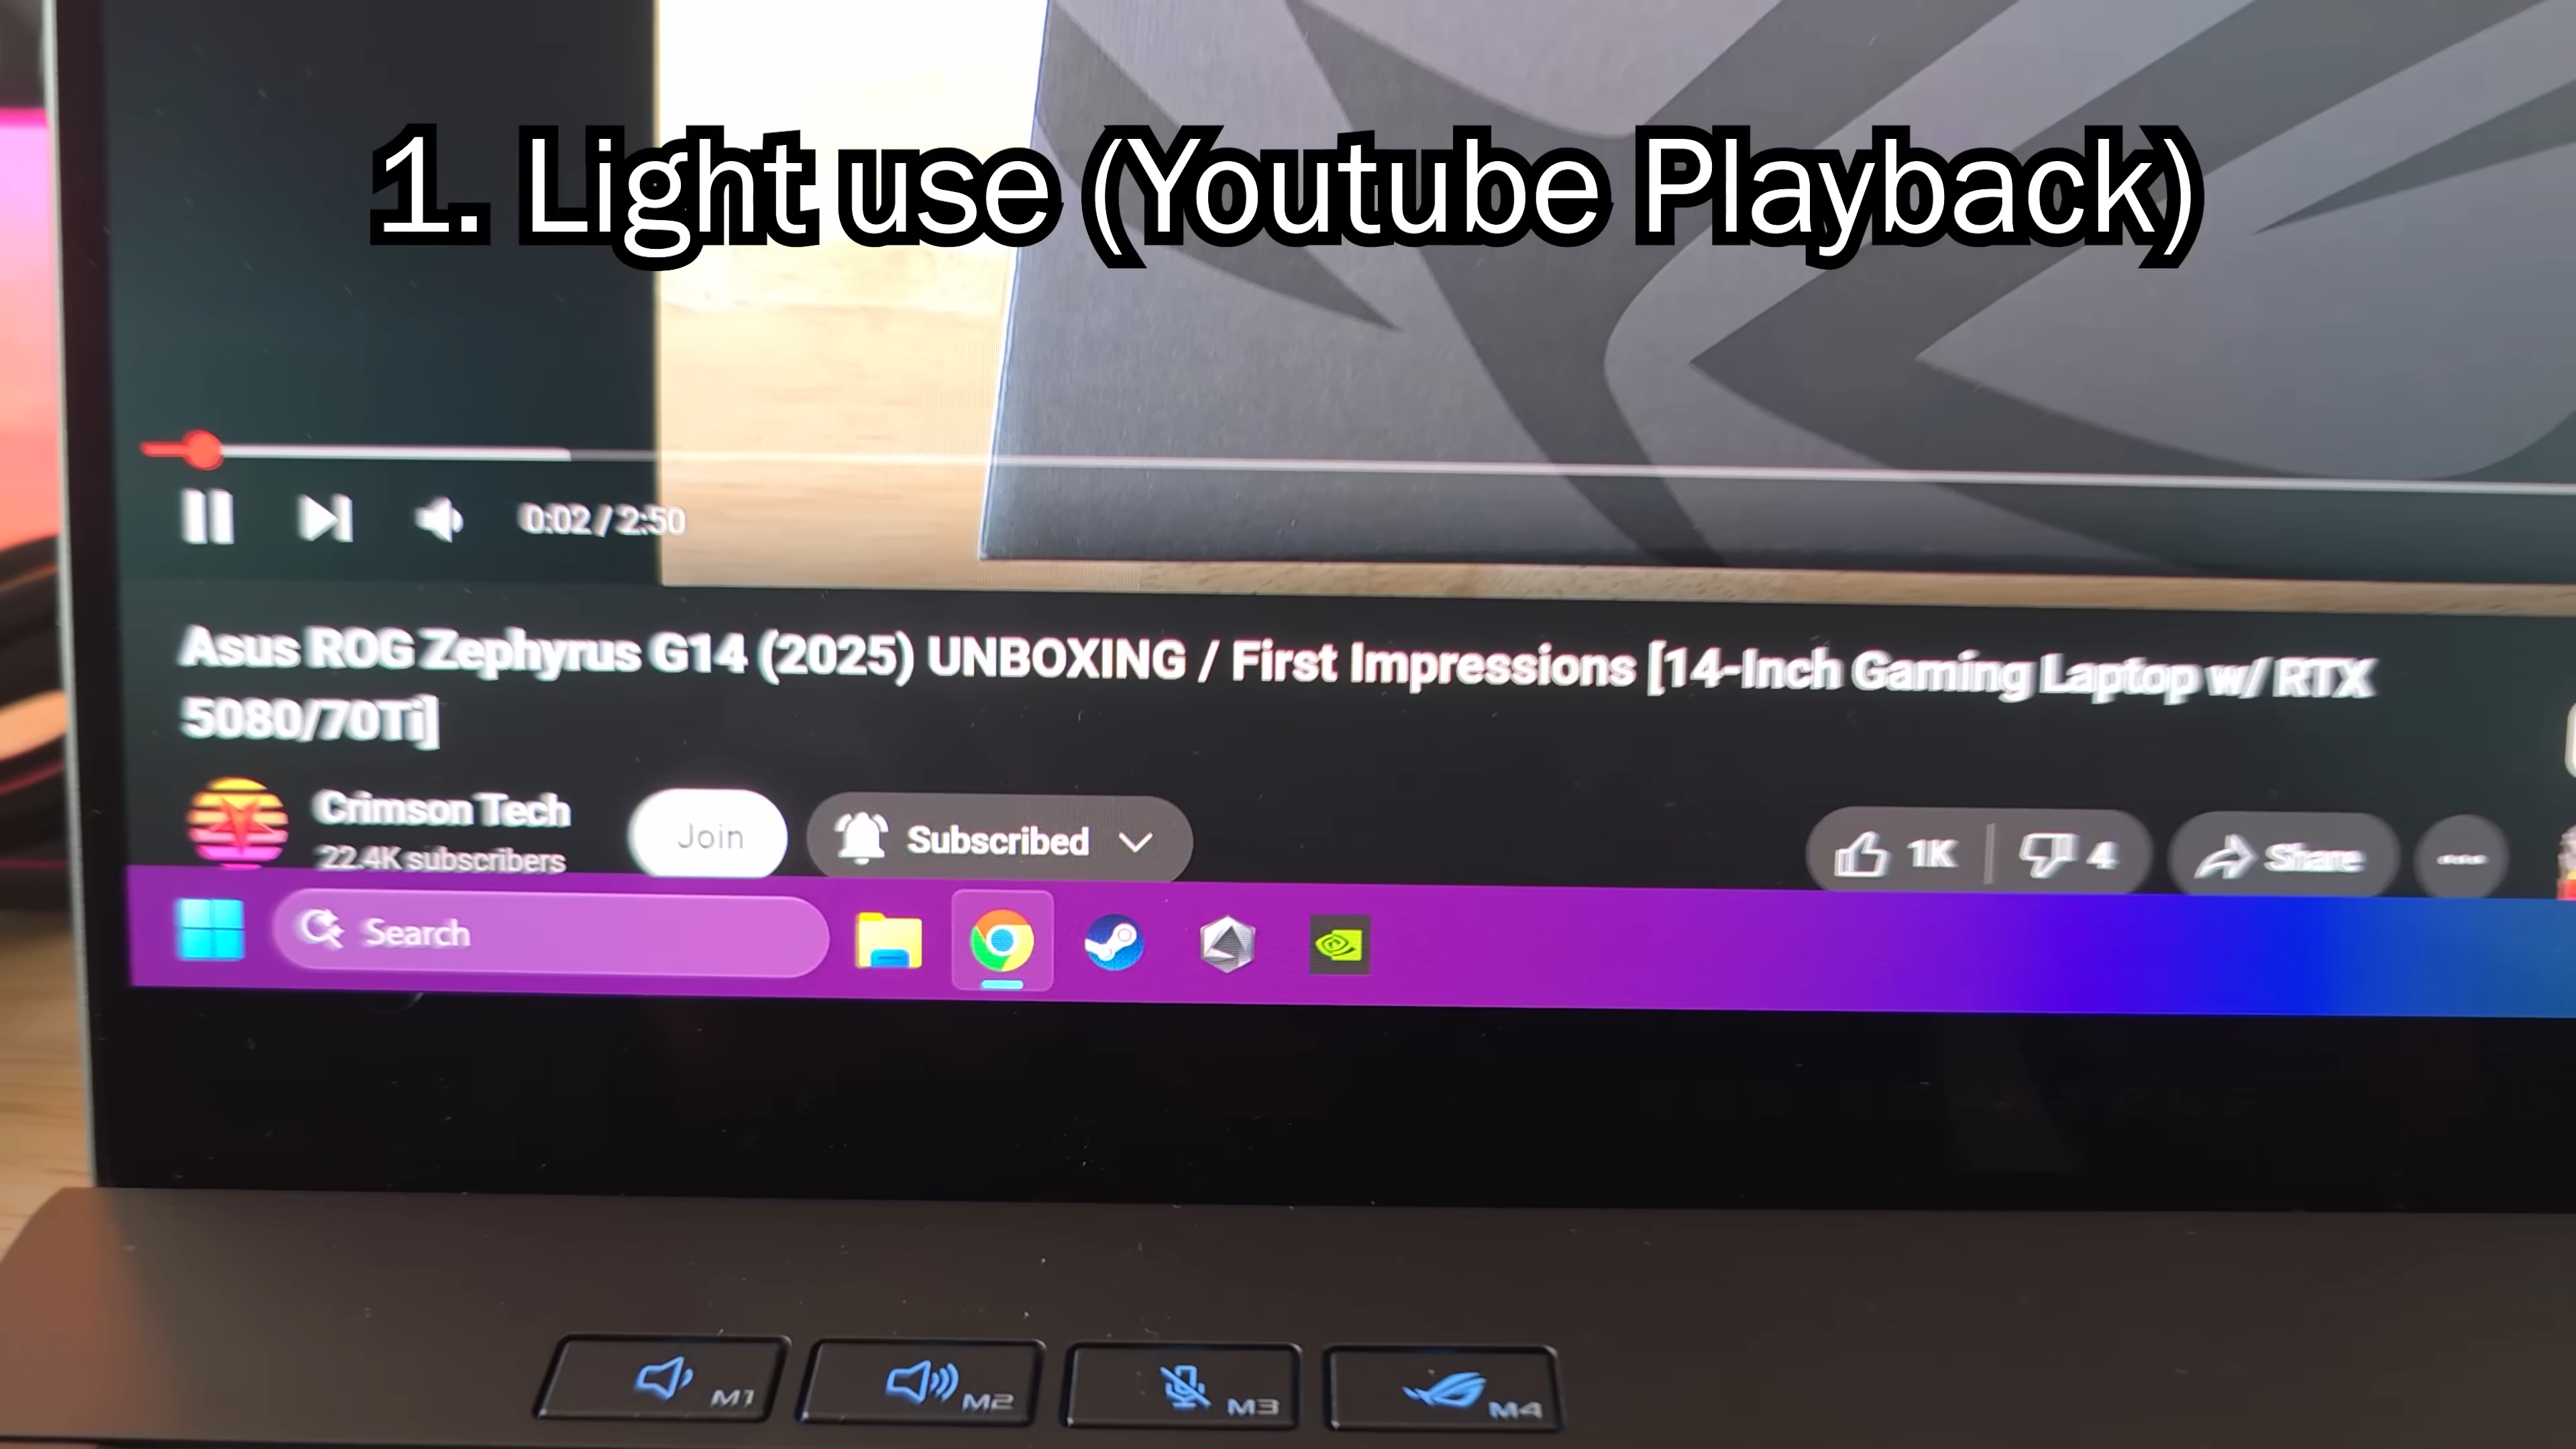 1. Light use (Youtube Playback)
0:02 / 2:50
Asus ROG Zephyrus G14 (2025) UNBOXING / First Impressions [14-Inch Gaming Laptop w/ RTX
5080/70Ti]
Crimson Tech
22.4K subscribers
Join
Subscribed
1K
4
Share
Search
M1
M2
M3
M4